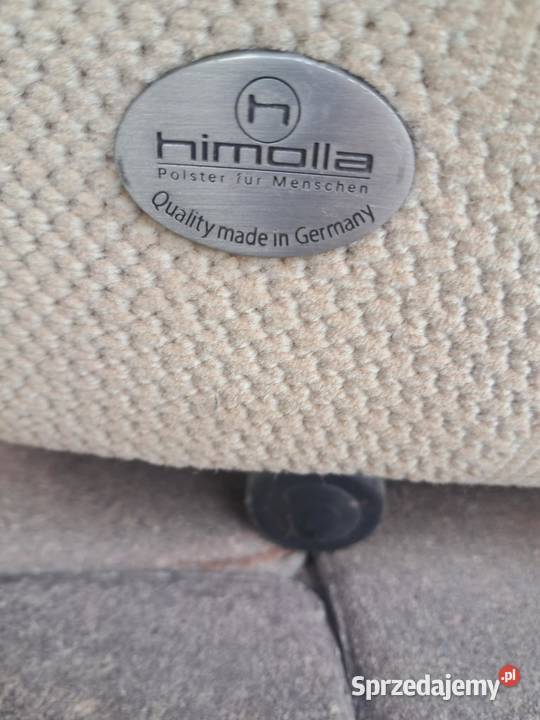 h
himolla
Polster für Menschen
Quality made in Germany
Sprzedajemy.pl